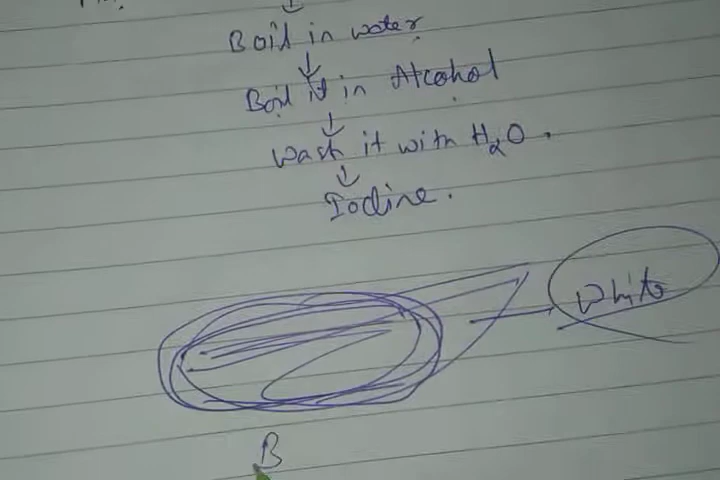 Boil in water
Boil it in Alcohol
Wash it with H₂O.
Iodine.
White
B